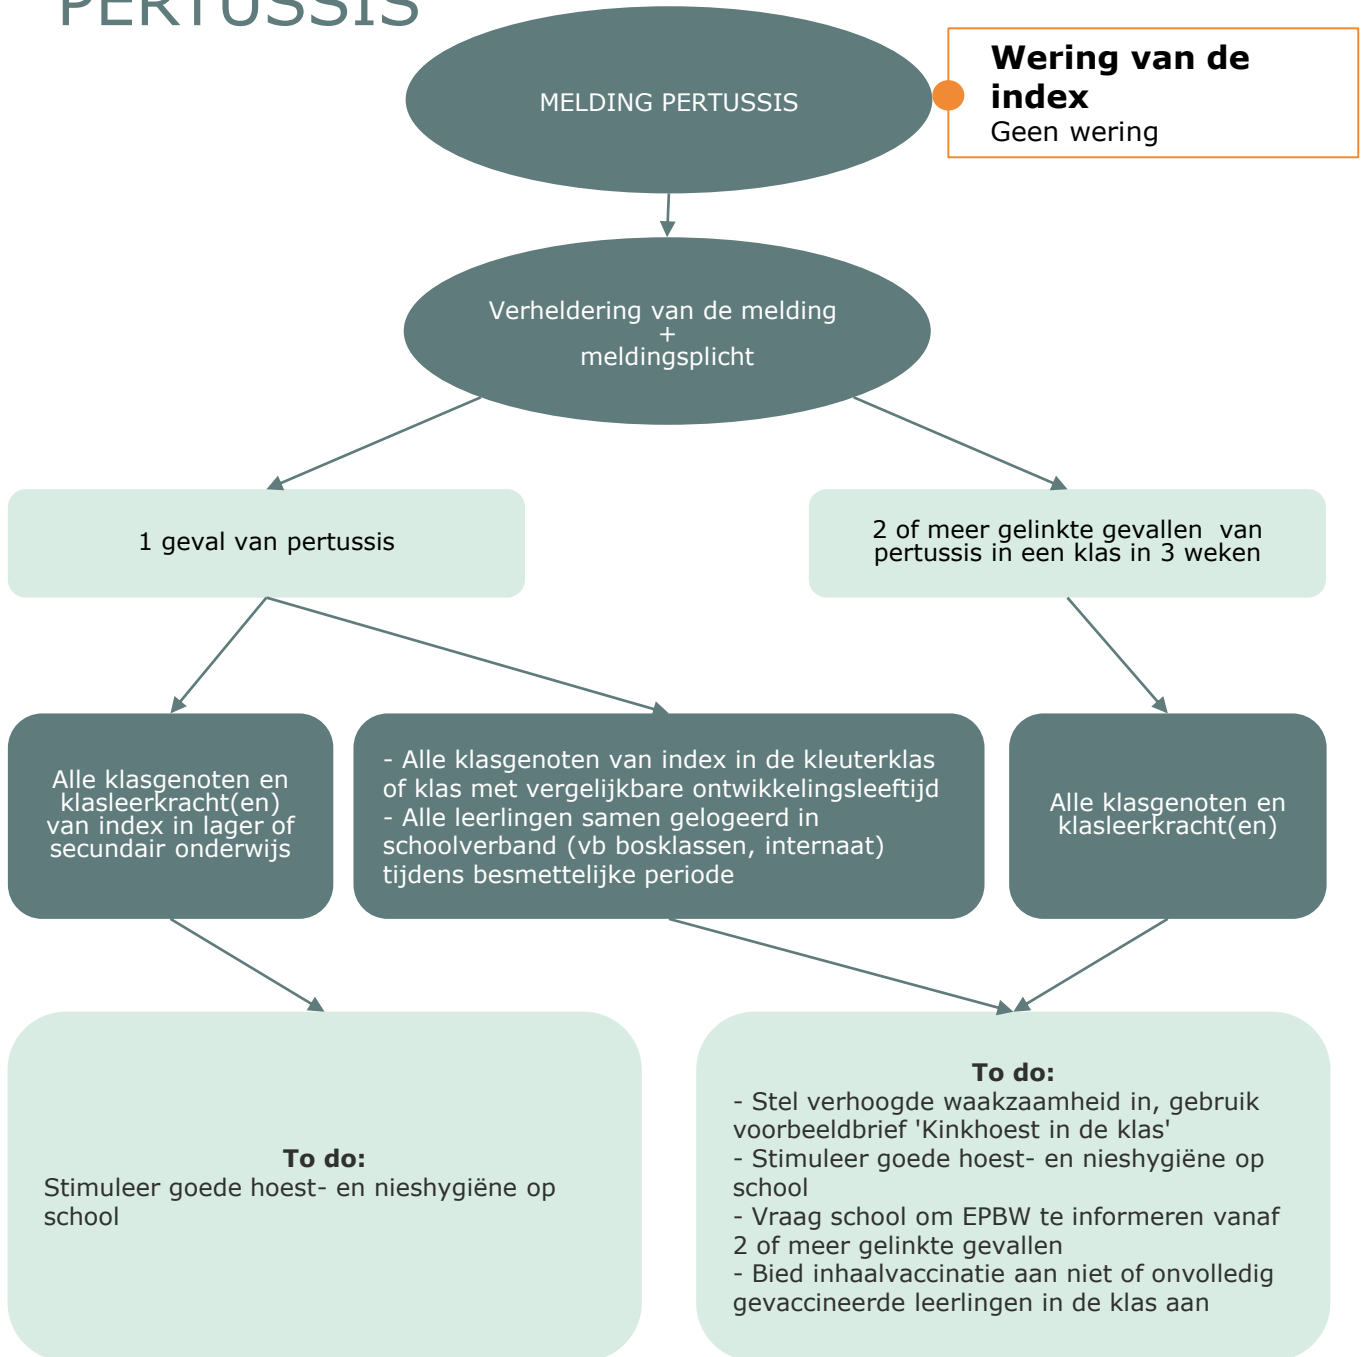 PERTUSSIS
MELDING PERTUSSIS
Wering van de
index
Geen wering
Verheldering van de melding
+
meldingsplicht
1 geval van pertussis
2 of meer gelinkte gevallen  van
pertussis in een klas in 3 weken
Alle klasgenoten en
klasleerkracht(en)
van index in lager of
secundair onderwijs
- Alle klasgenoten van index in de kleuterklas
of klas met vergelijkbare ontwikkelingsleeftijd
- Alle leerlingen samen gelogeerd in
schoolverband (vb bosklassen, internaat)
tijdens besmettelijke periode
Alle klasgenoten en
klasleerkracht(en)
To do:
Stimuleer goede hoest- en nieshygiëne op
school
To do:
- Stel verhoogde waakzaamheid in, gebruik
voorbeeldbrief 'Kinkhoest in de klas'
- Stimuleer goede hoest- en nieshygiëne op
school
- Vraag school om EPBW te informeren vanaf
2 of meer gelinkte gevallen
- Bied inhaalvaccinatie aan niet of onvolledig
gevaccineerde leerlingen in de klas aan